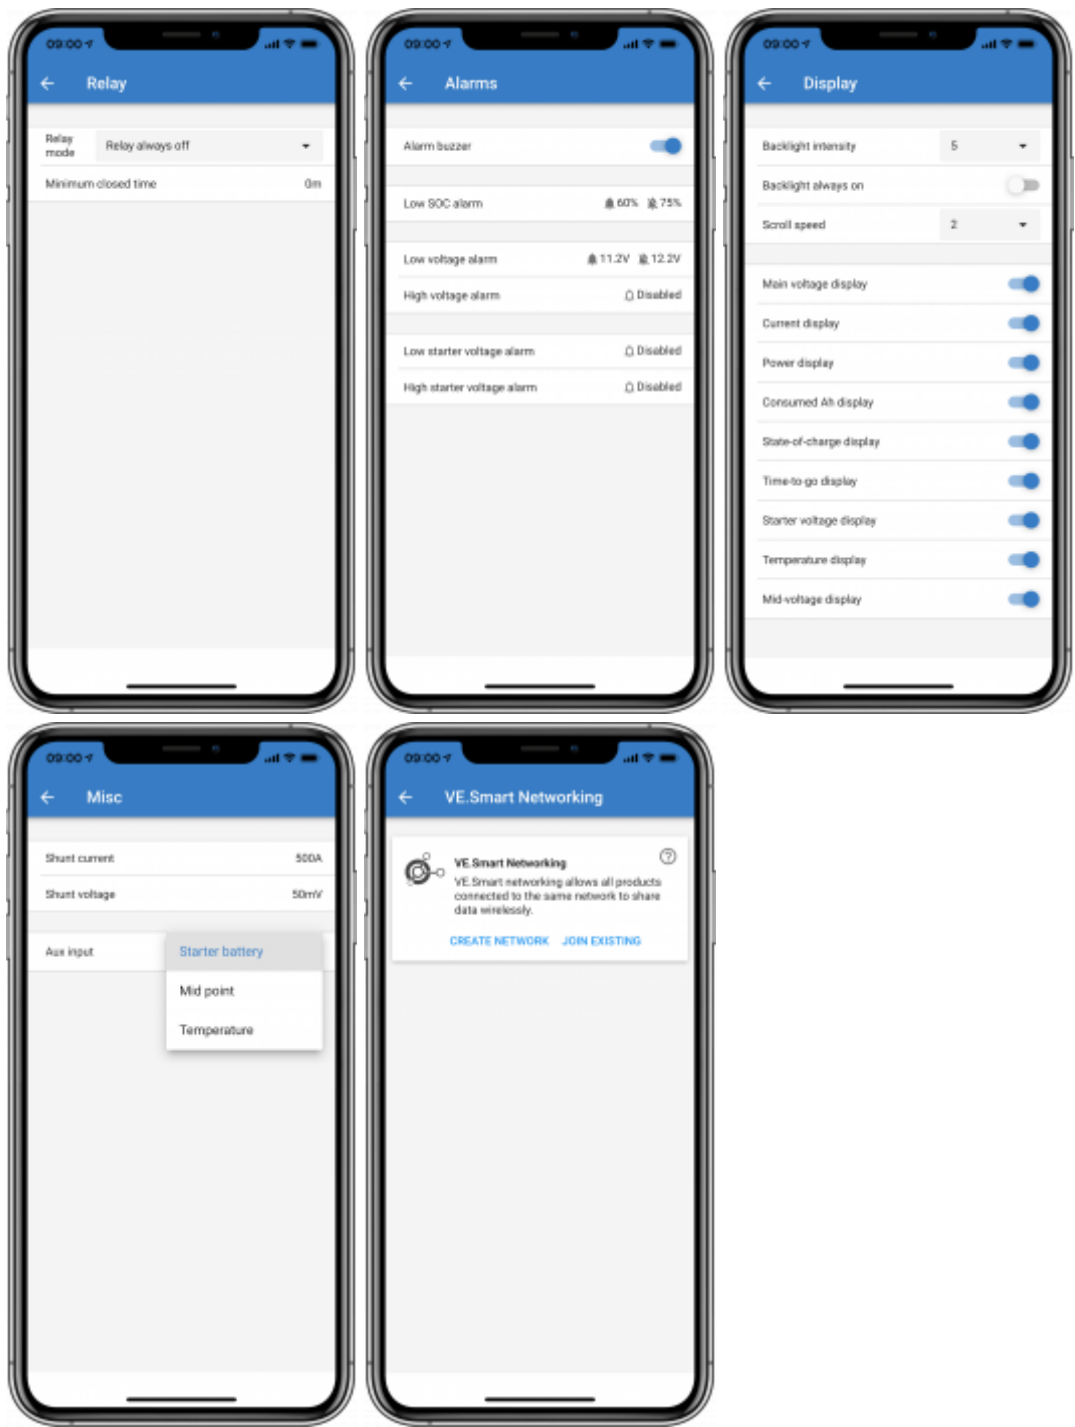 09:00
Relay
Relay mode
Relay always off
Minimum closed time 0m
09:00
Alarms
Alarm buzzer
Low SOC alarm 60% 75%
Low voltage alarm 11.2V 12.2V
High voltage alarm Disabled
Low starter voltage alarm Disabled
High starter voltage alarm Disabled
09:00
Display
Backlight intensity 5
Backlight always on
Scroll speed 2
Main voltage display
Current display
Power display
Consumed Ah display
State-of-charge display
Time-to-go display
Starter voltage display
Temperature display
Mid-voltage display
09:00
Misc
Shunt current 500A
Shunt voltage 50mV
Aux input Starter battery
Mid point
Temperature
09:00
VE.Smart Networking
VE.Smart Networking
VE.Smart networking allows all products
connected to the same network to share
data wirelessly.
CREATE NETWORK JOIN EXISTING